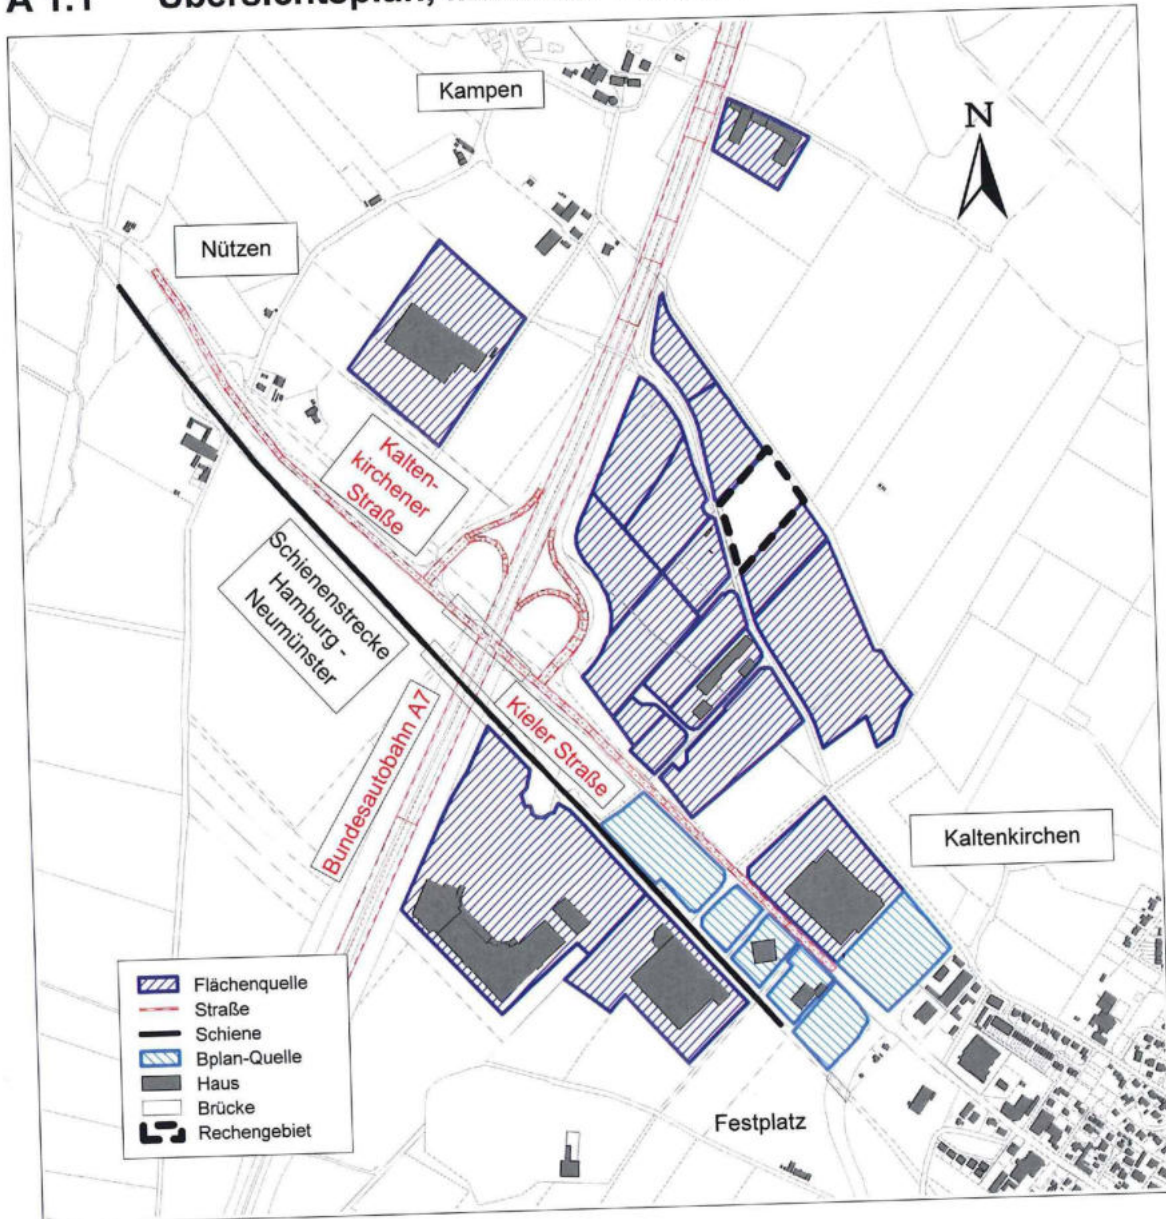 A 1.1 Übersichtsplan,
Kampen
N
Nützen
Kalten-
kirchener
Straße
Schienenstrecke
Hamburg -
Neumünster
Bundesautobahn A7
Kieler Straße
Kaltenkirchen
Flächenquelle
Straße
Schiene
Bplan-Quelle
Haus
Brücke
Rechengebiet
Festplatz